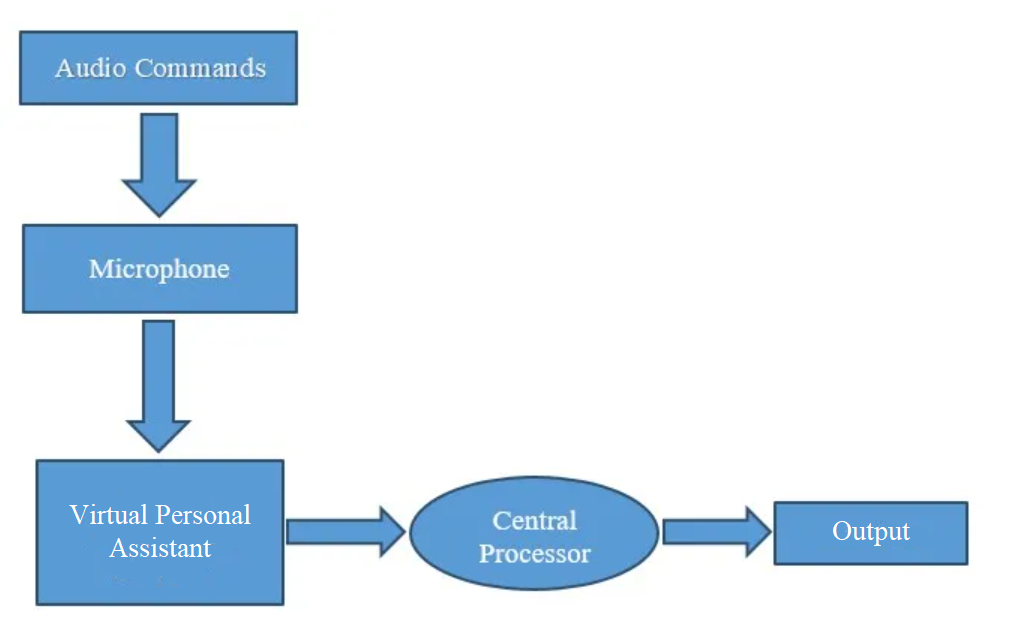 Audio Commands
Microphone
Virtual Personal
Assistant
Central
Processor
Output